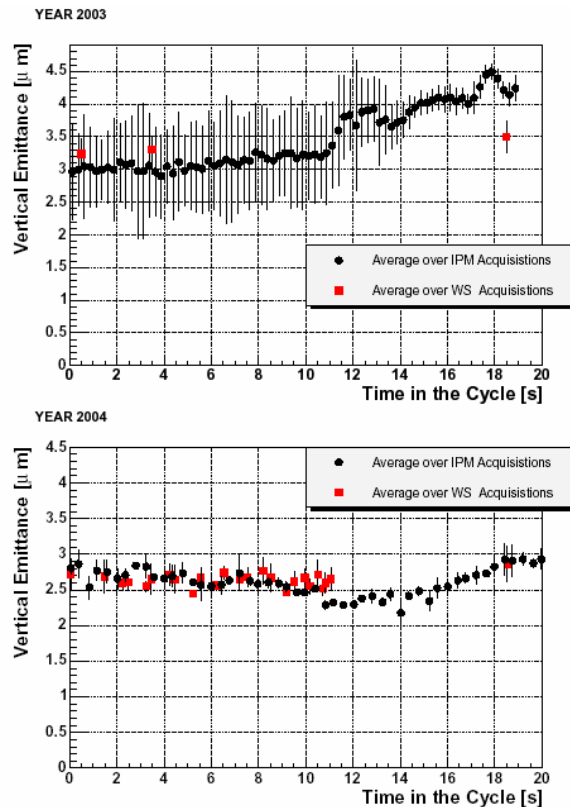 YEAR 2003
Vertical Emittance [μ m]
4.5
4
3.5
3
2.5
2
1.5
1
0.5
0
Average over IPM Acquisistions
Average over WS Acquisistions
0 2 4 6 8 10 12 14 16 18 20
Time in the Cycle [s]
YEAR 2004
Vertical Emittance [μ m]
4.5
4
3.5
3
2.5
2
1.5
1
0.5
0
Average over IPM Acquisistions
Average over WS Acquisistions
0 2 4 6 8 10 12 14 16 18 20
Time in the Cycle [s]